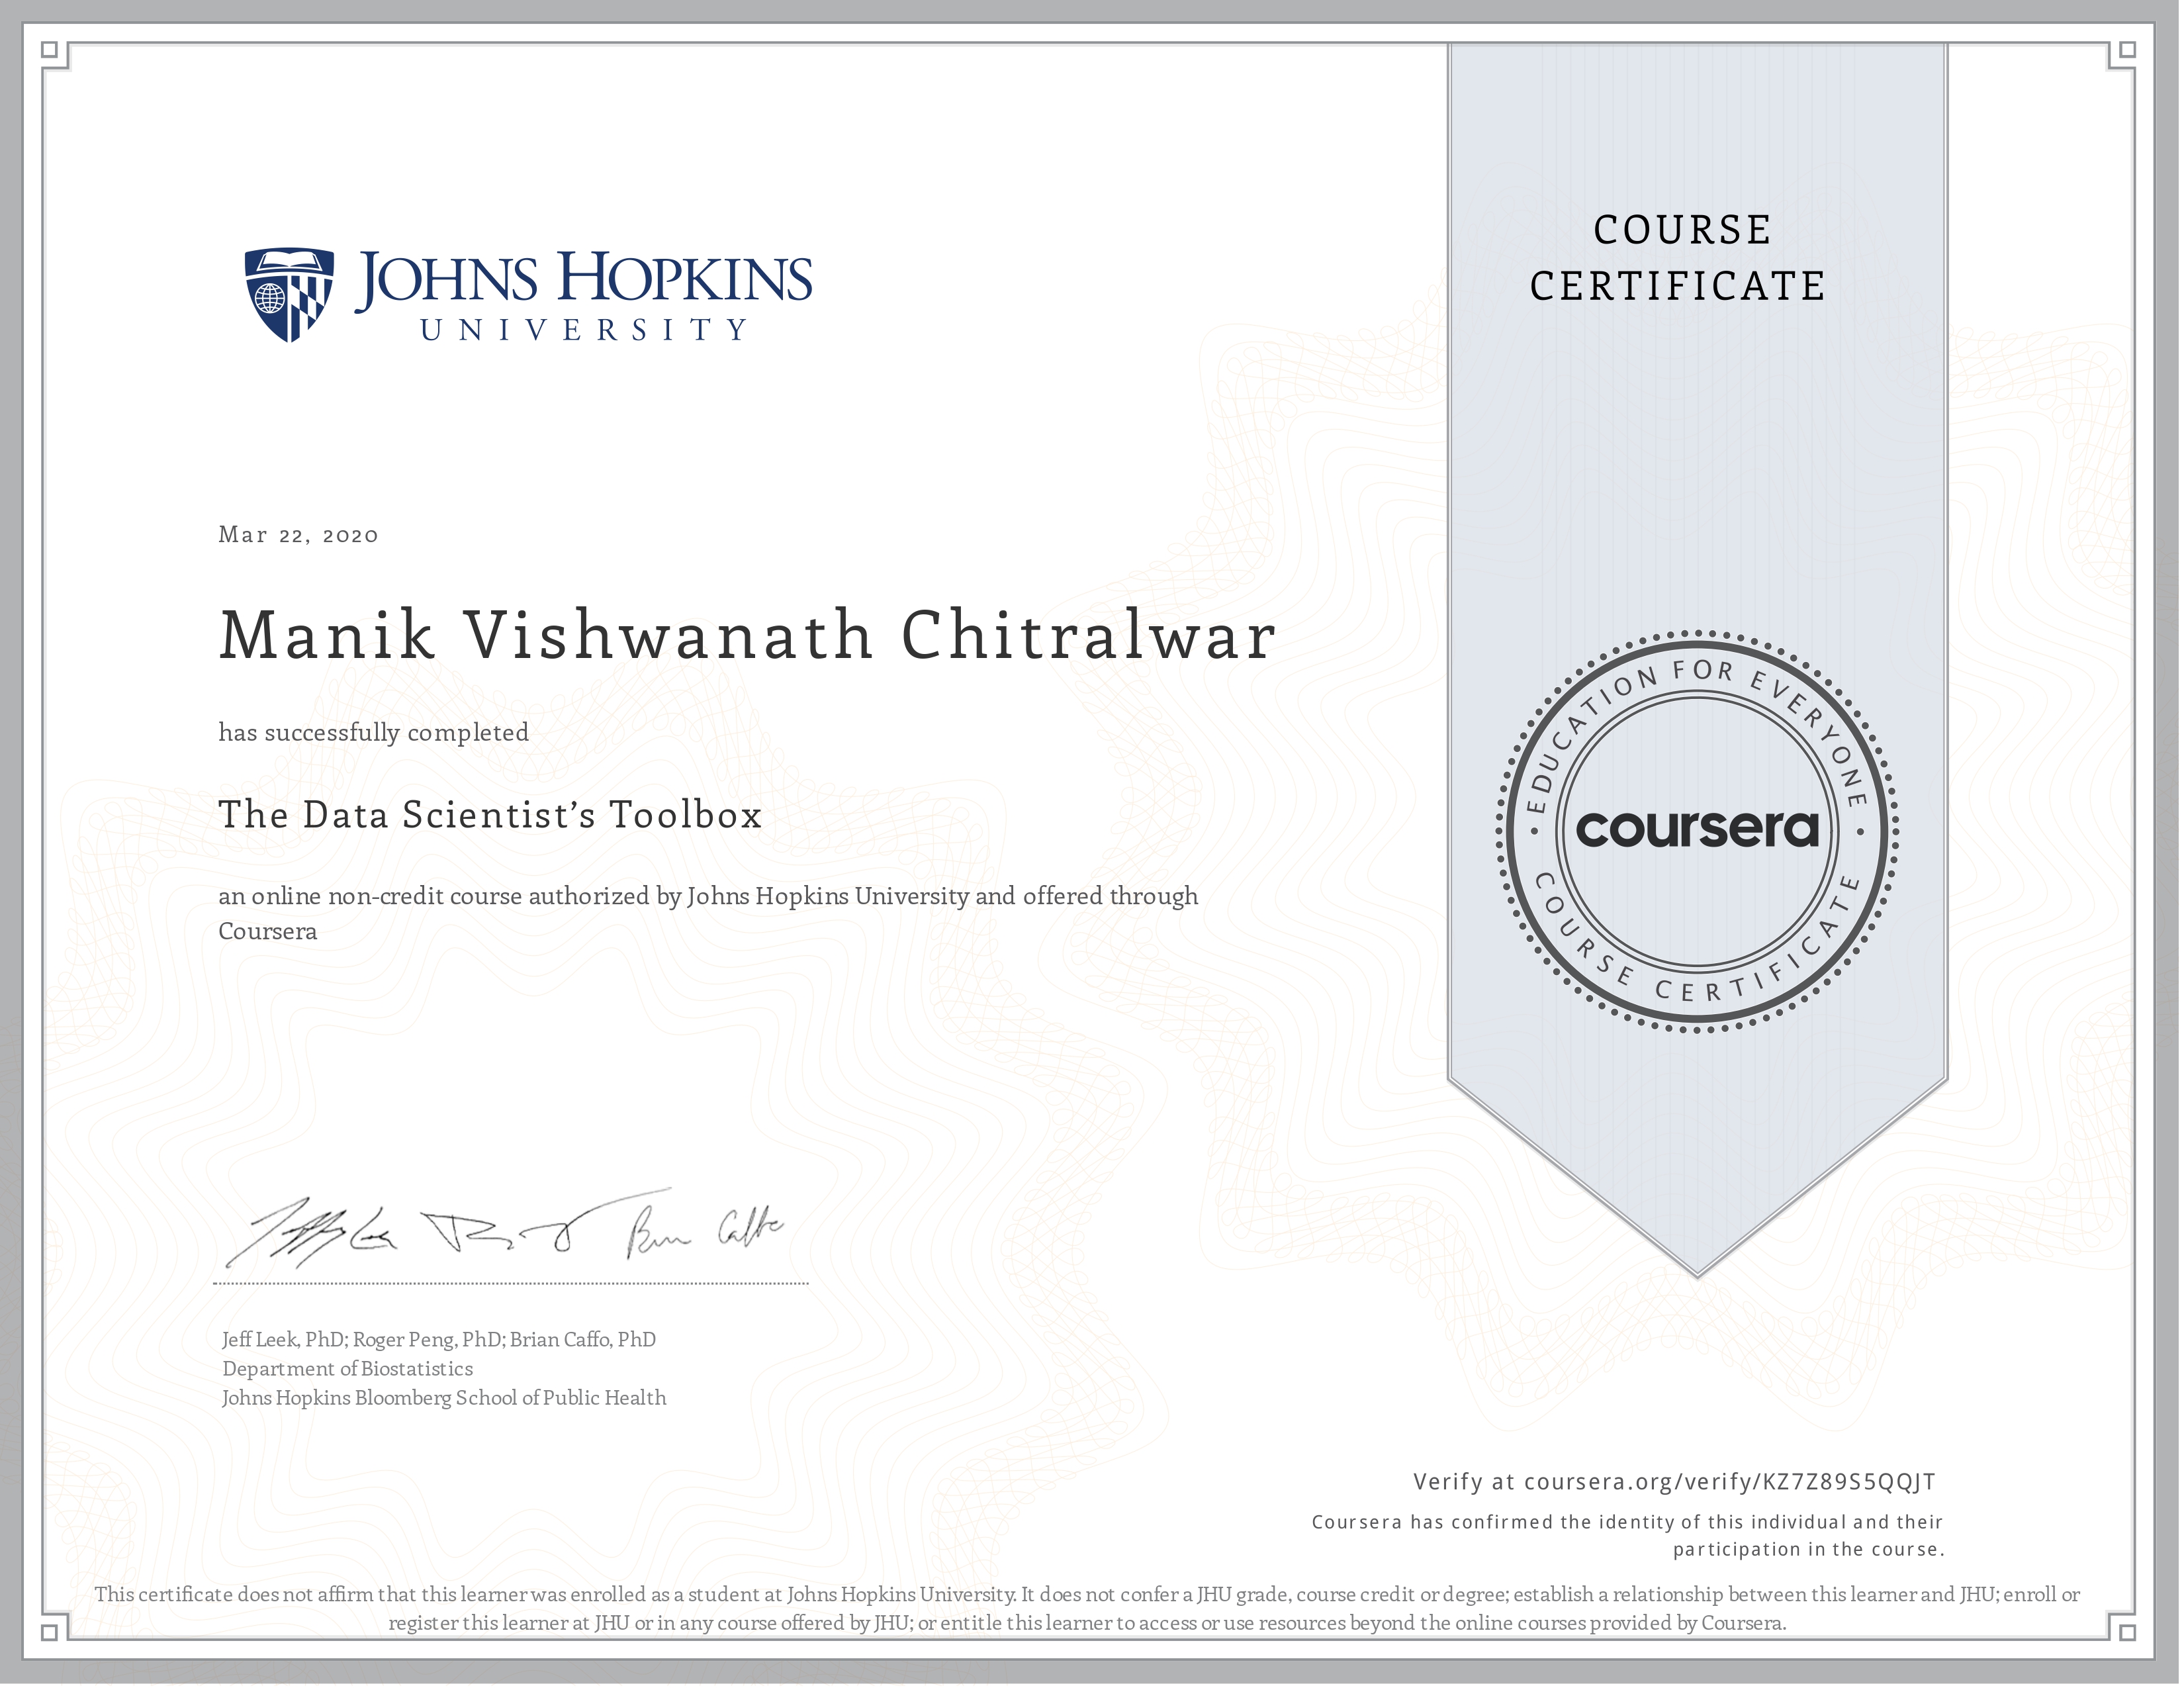 JOHNS HOPKINS
UNIVERSITY
COURSE
CERTIFICATE
Mar 22, 2020
Manik Vishwanath Chitralwar
has successfully completed
The Data Scientist’s Toolbox
an online non-credit course authorized by Johns Hopkins University and offered through
Coursera
EDUCATION FOR EVERYONE
coursera
COURSE CERTIFICATE
Jeff Leek, PhD; Roger Peng, PhD; Brian Caffo, PhD
Department of Biostatistics
Johns Hopkins Bloomberg School of Public Health
Verify at coursera.org/verify/KZ7Z89S5QQJT
Coursera has confirmed the identity of this individual and their
participation in the course.
This certificate does not affirm that this learner was enrolled as a student at Johns Hopkins University. It does not confer a JHU grade, course credit or degree; establish a relationship between this learner and JHU; enroll or
register this learner at JHU or in any course offered by JHU; or entitle this learner to access or use resources beyond the online courses provided by Coursera.